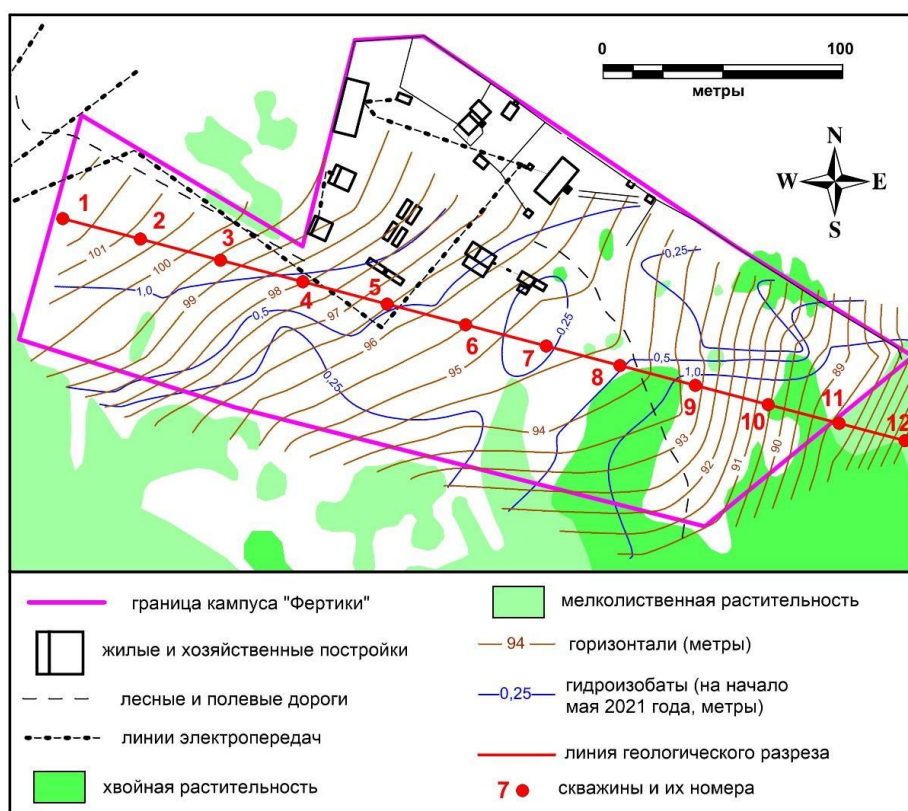 0 100
метры
N
W E
S
1
2
3
4
5
6
7
8
9
10
11
12
101
100
99
98
97
96
95
94
93
92
91
90
89
1,0
0,5
0,25
0,25
0,25
0,5
1,0
граница кампуса "Фертики"
жилые и хозяйственные постройки
лесные и полевые дороги
линии электропередач
хвойная растительность
мелколиственная растительность
94 горизонтали (метры)
0,25 гидроизобаты (на начало
мая 2021 года, метры)
линия геологического разреза
7 скважины и их номера